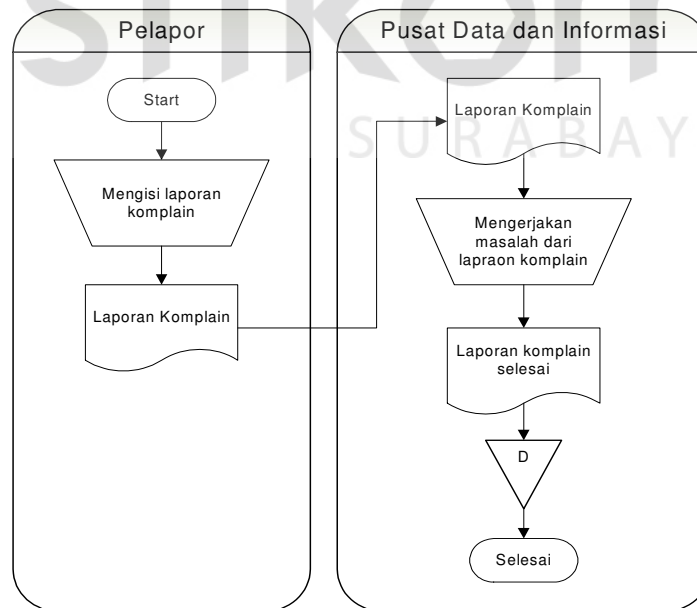 Pelapor
Start
Mengisi laporan
komplain
Laporan Komplain
Pusat Data dan Informasi
Laporan Komplain
SURABAY
Mengerjakan
masalah dari
lapraon komplain
Laporan komplain
selesai
D
Selesai